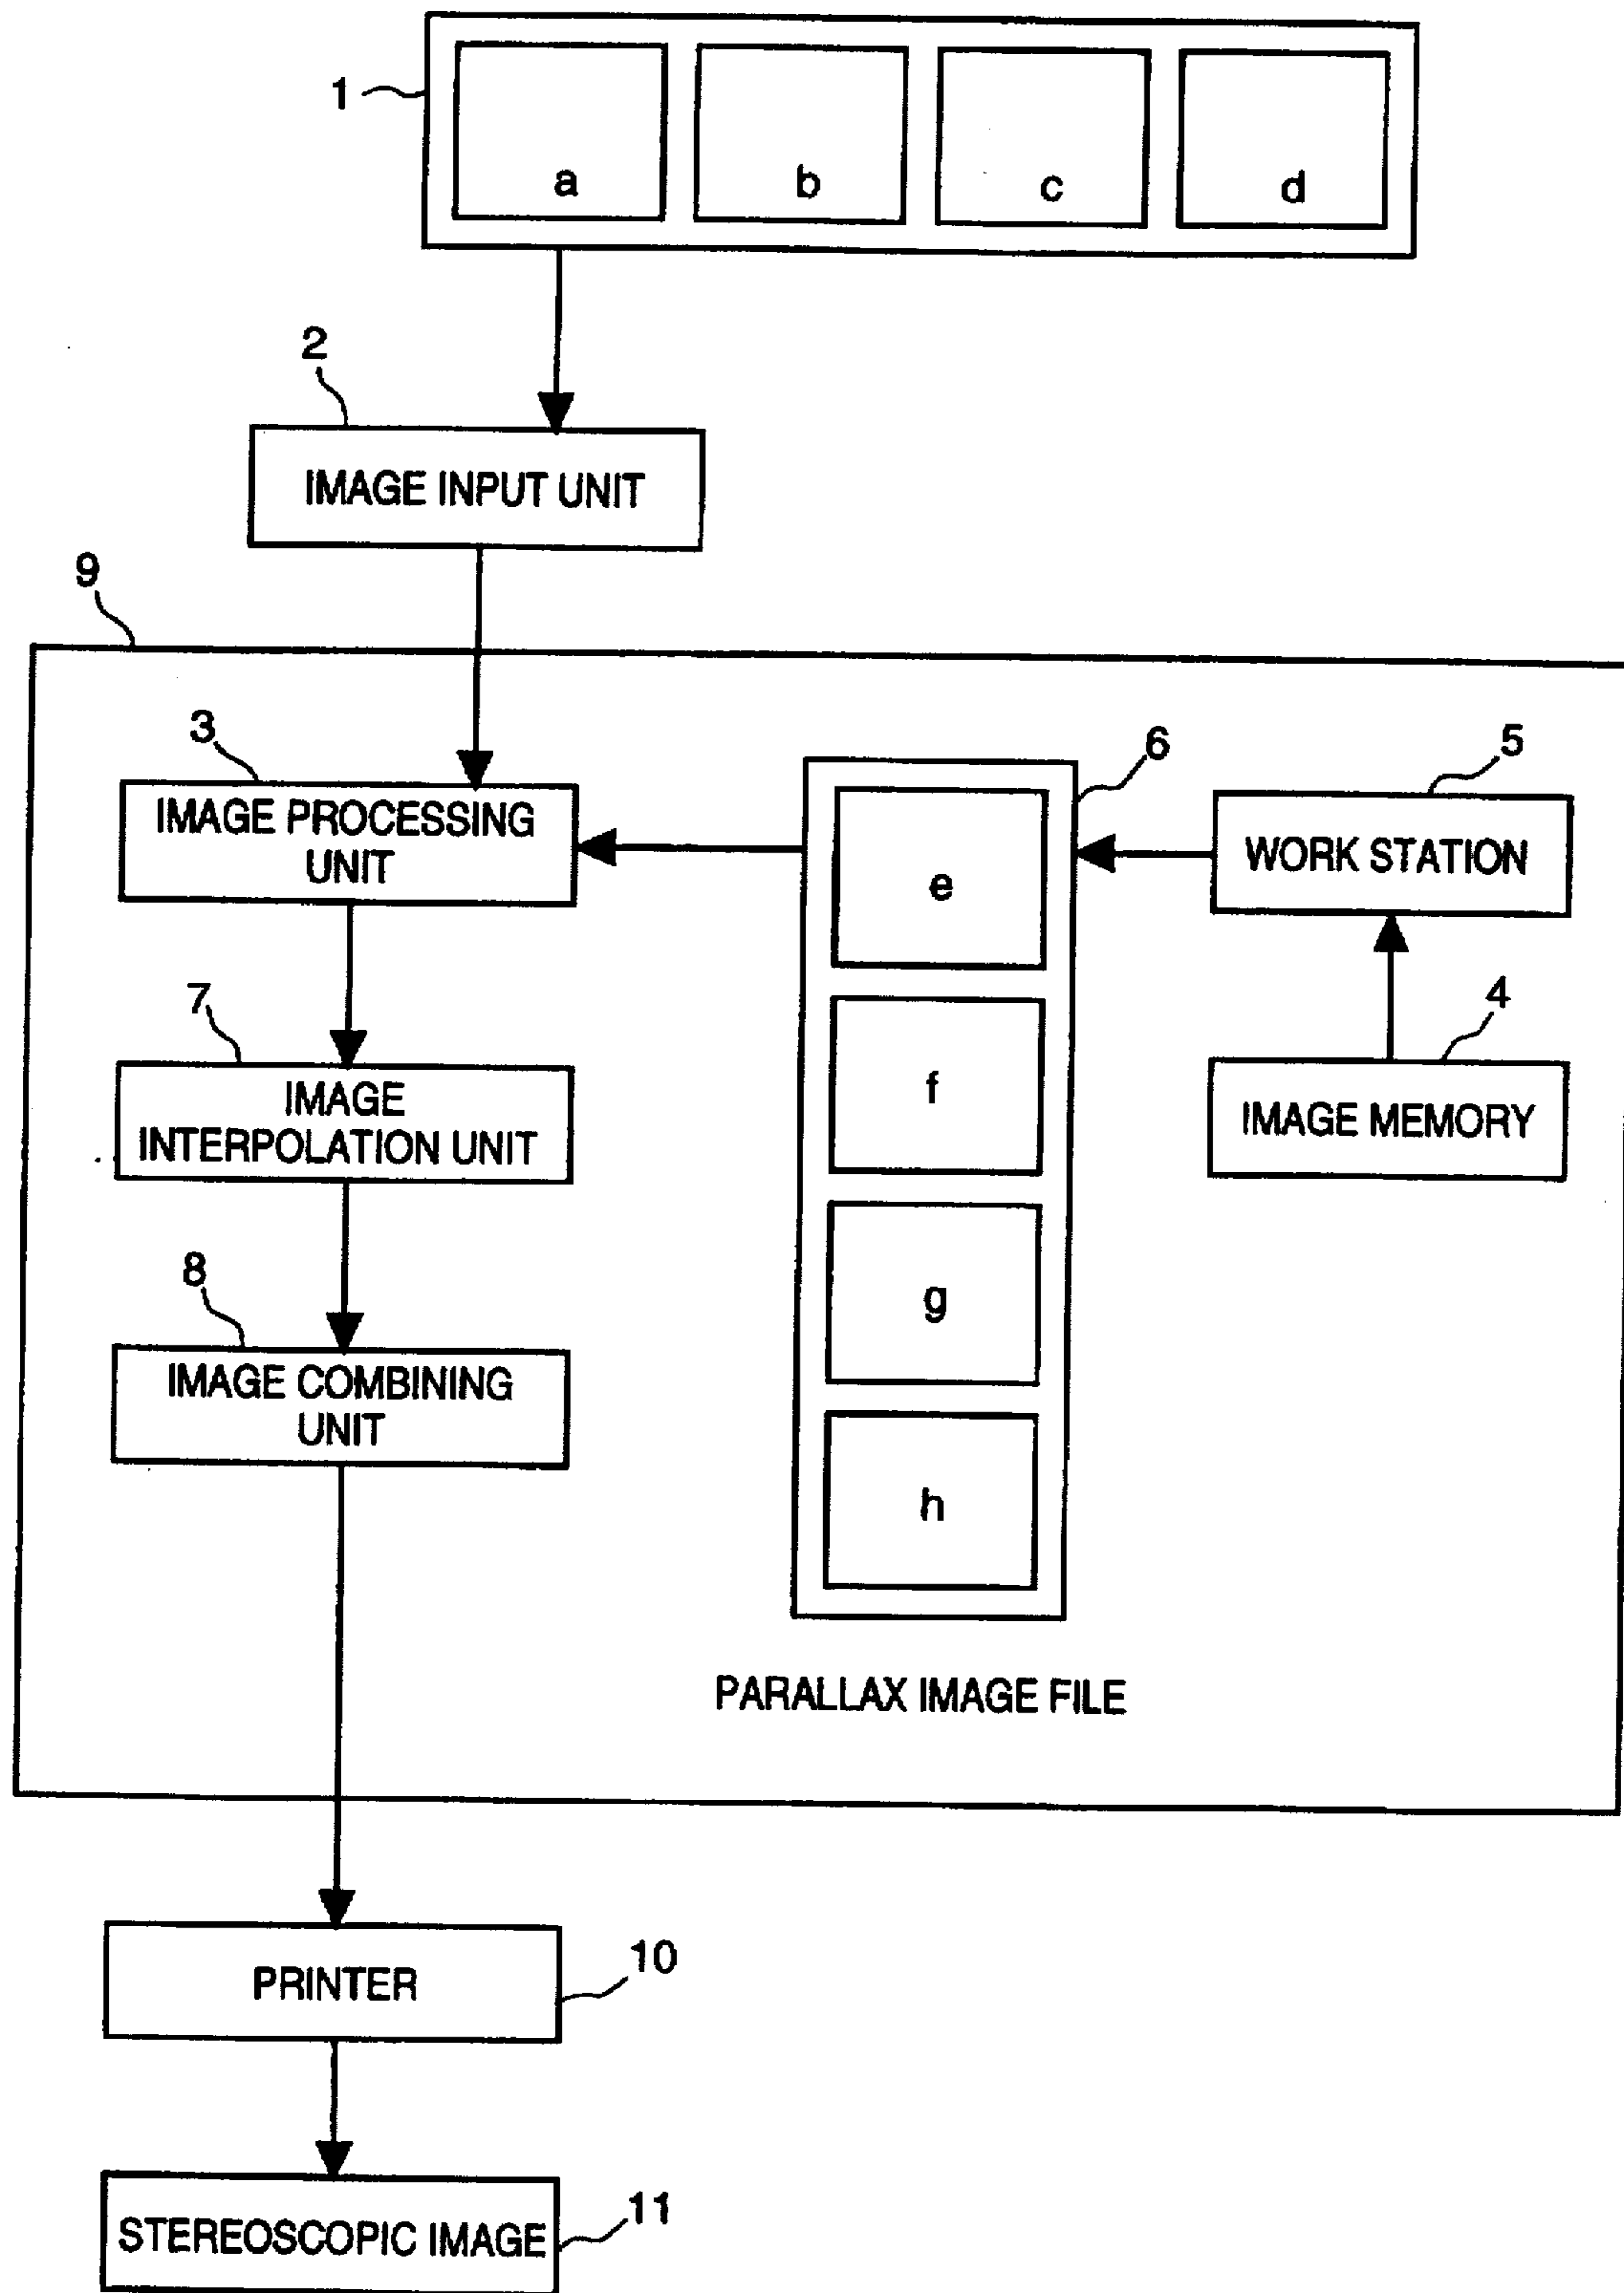 1
a b c d
2
IMAGE INPUT UNIT
9
3
IMAGE PROCESSING
UNIT
6
5
e
WORK STATION
7
4
f
IMAGE
INTERPOLATION UNIT
IMAGE MEMORY
8
g
IMAGE COMBINING
UNIT
h
PARALLAX IMAGE FILE
10
PRINTER
11
STEREOSCOPIC IMAGE